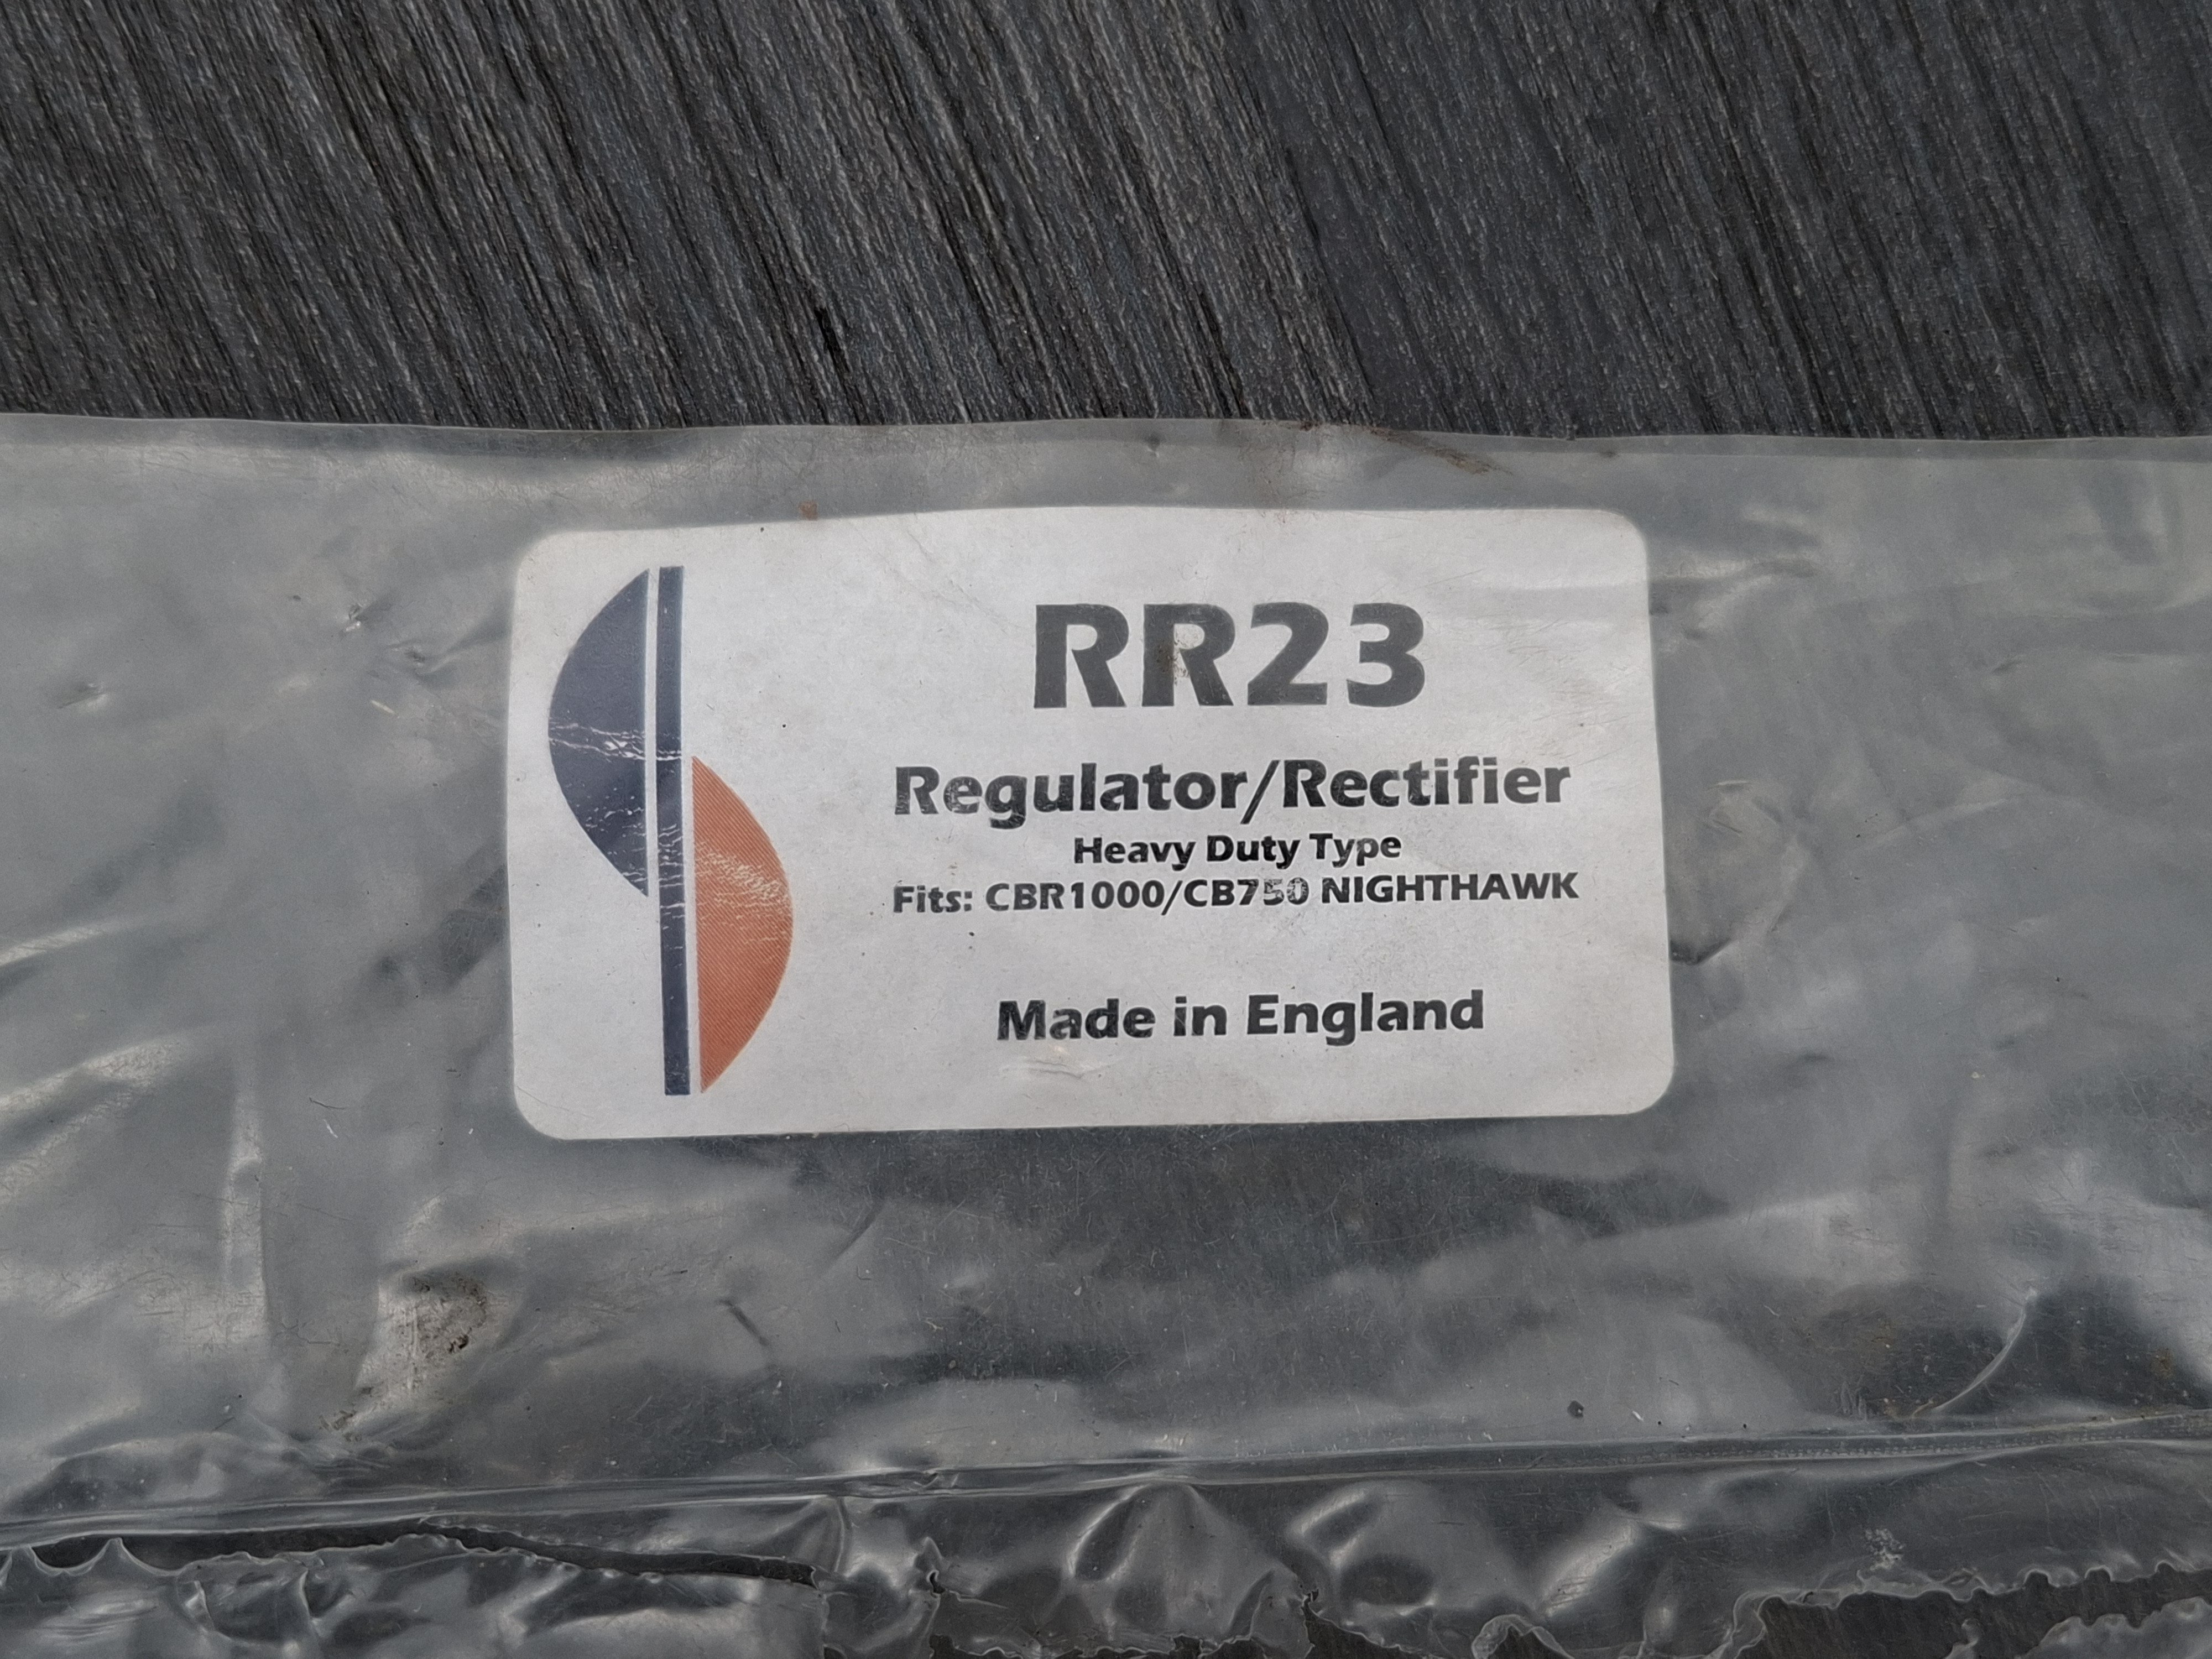 RR23
Regulator/Rectifier
Heavy Duty Type
Fits: CBR1000/CB750 NIGHTHAWK
Made in England